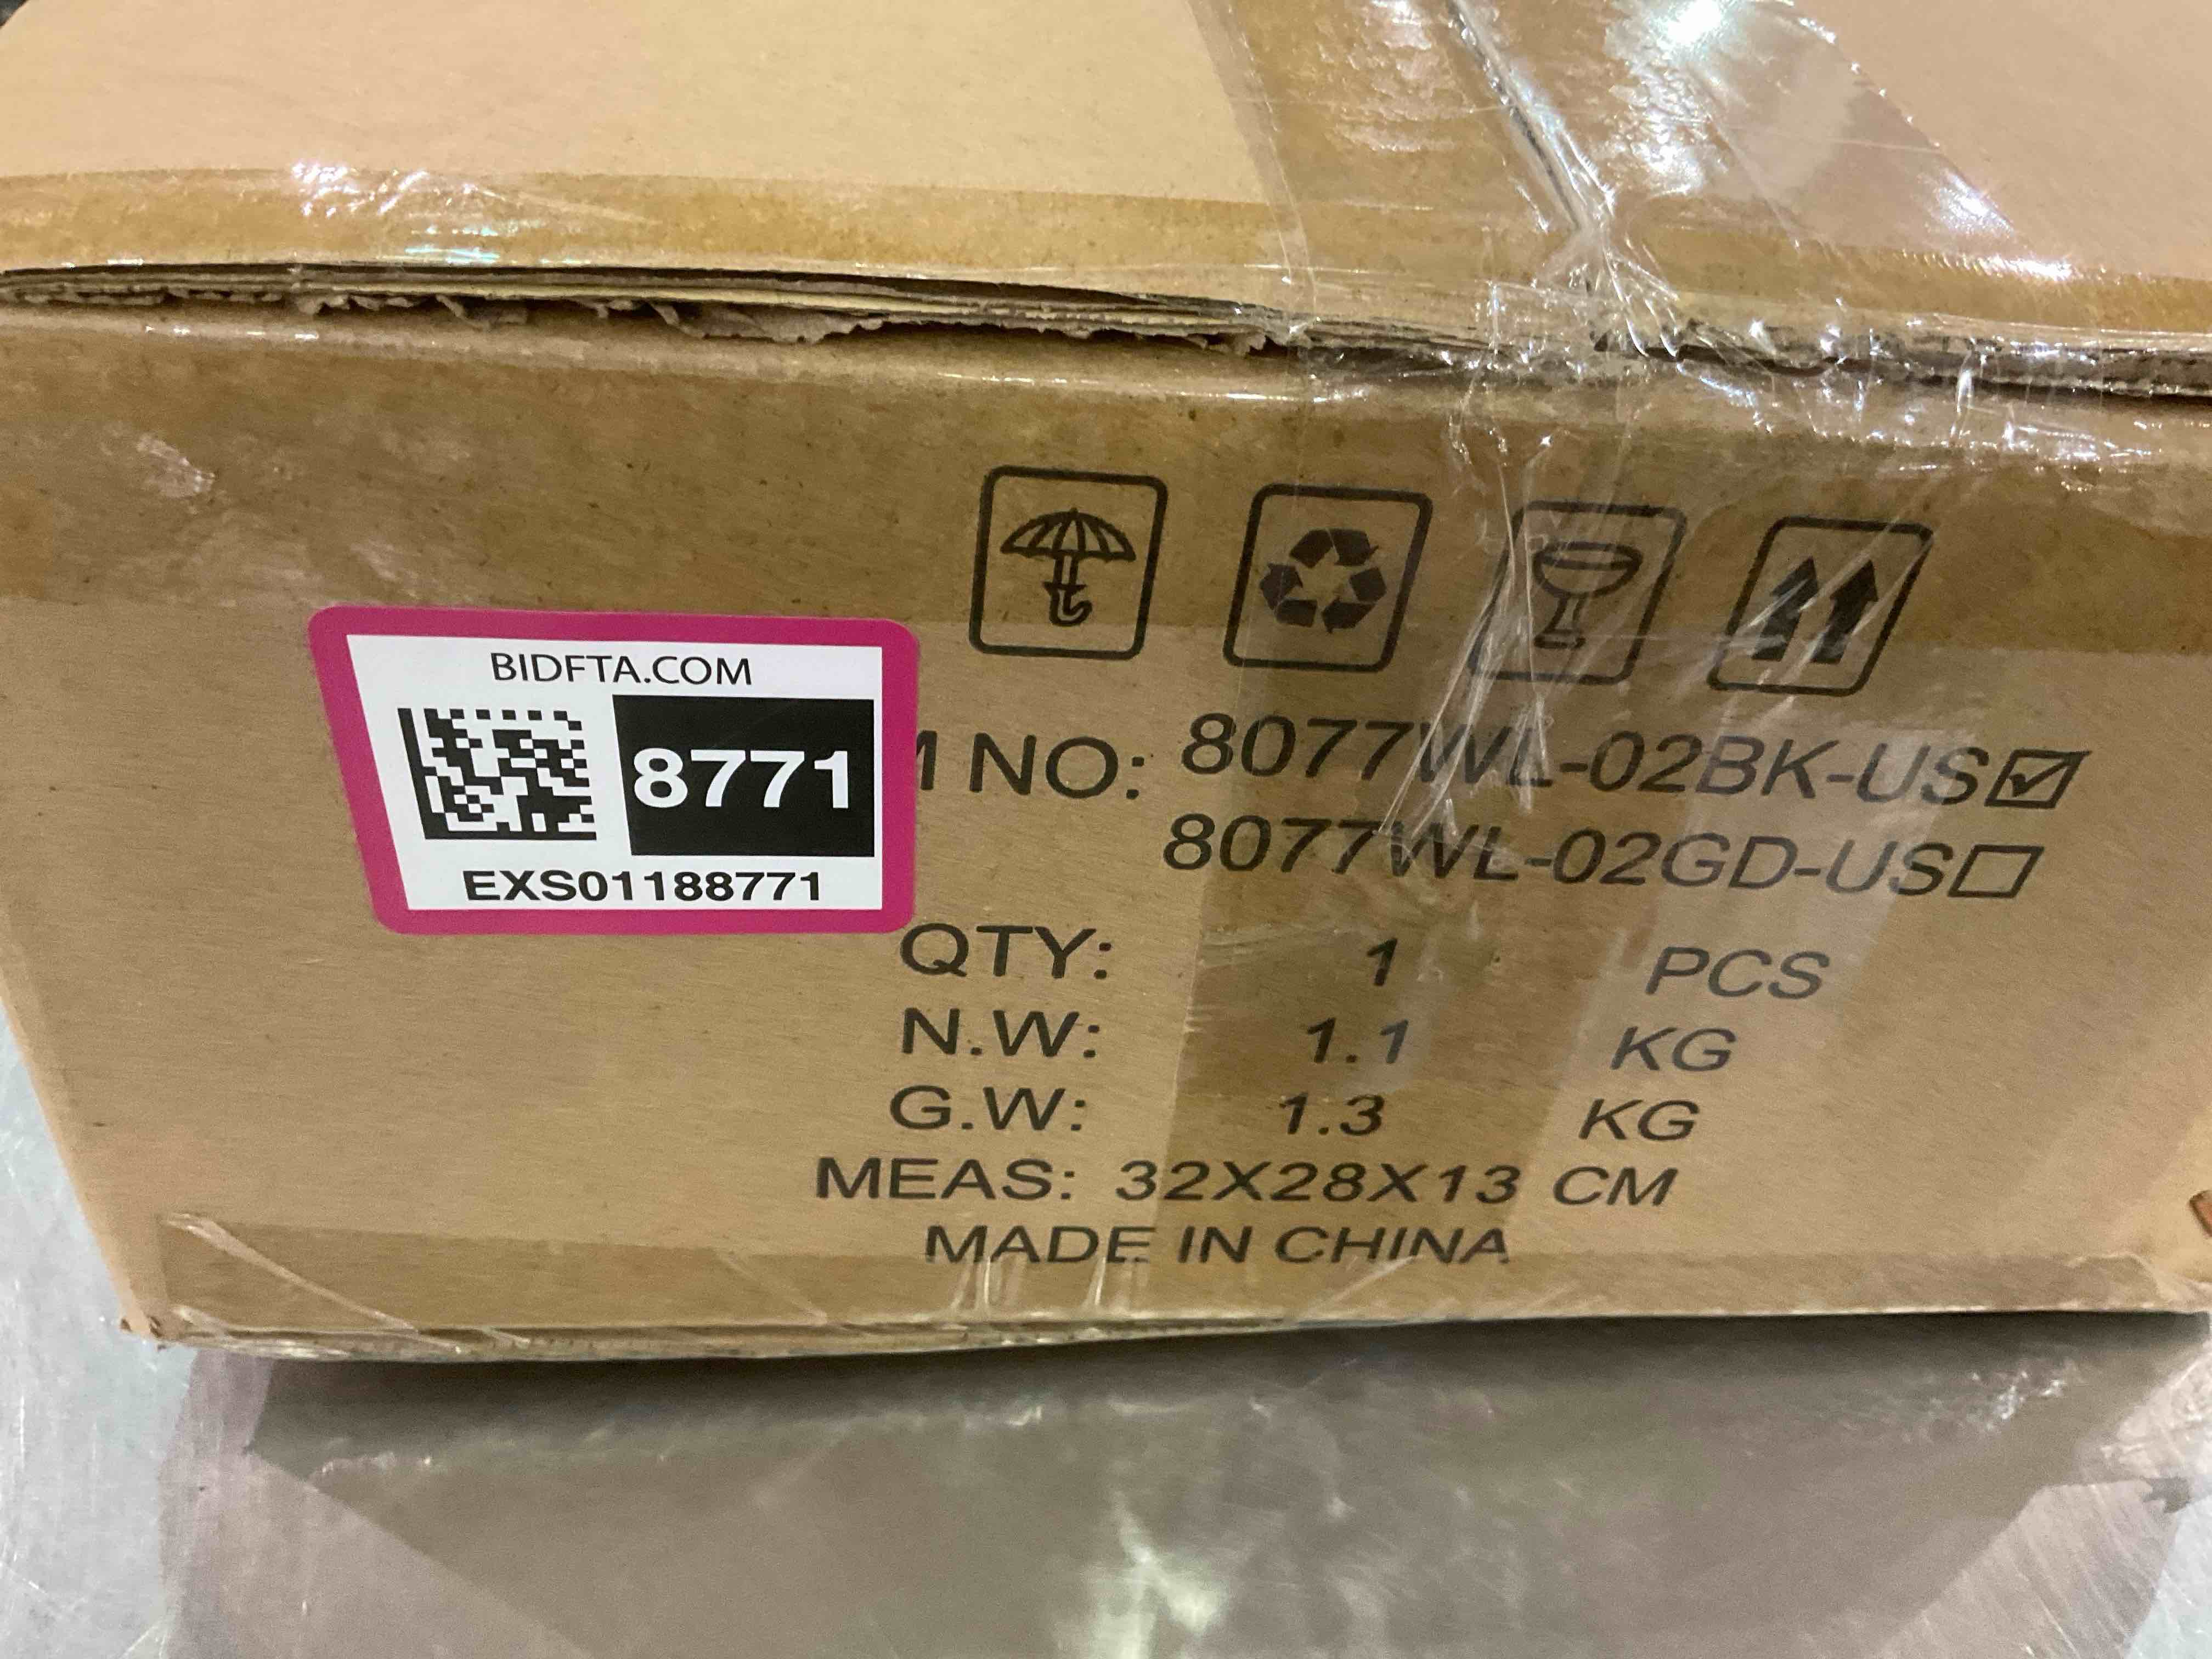 BIDFTA.COM
8771
EXS01188771
NO: 8077WL-02BK-US
8077WL-02GD-US
QTY: 1 PCS
N.W: 1.1 KG
G.W: 1.3 KG
MEAS: 32X28X13 CM
MADE IN CHINA